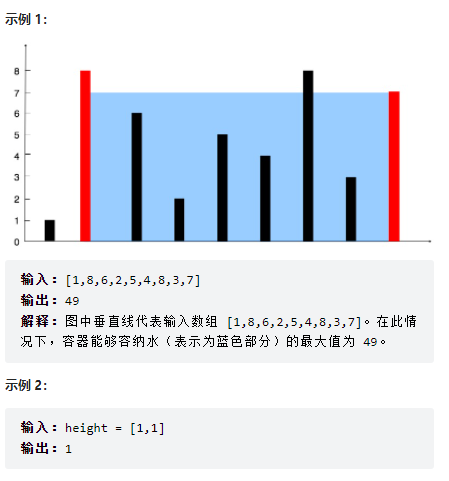 示例 1：
8
7
6
5
4
3
2
1
0
输入：[1,8,6,2,5,4,8,3,7]
输出：49
解释：图中垂直线代表输入数组 [1,8,6,2,5,4,8,3,7]。在此情
况下，容器能够容纳水（表示为蓝色部分）的最大值为 49。
示例 2：
输入：height = [1,1]
输出：1